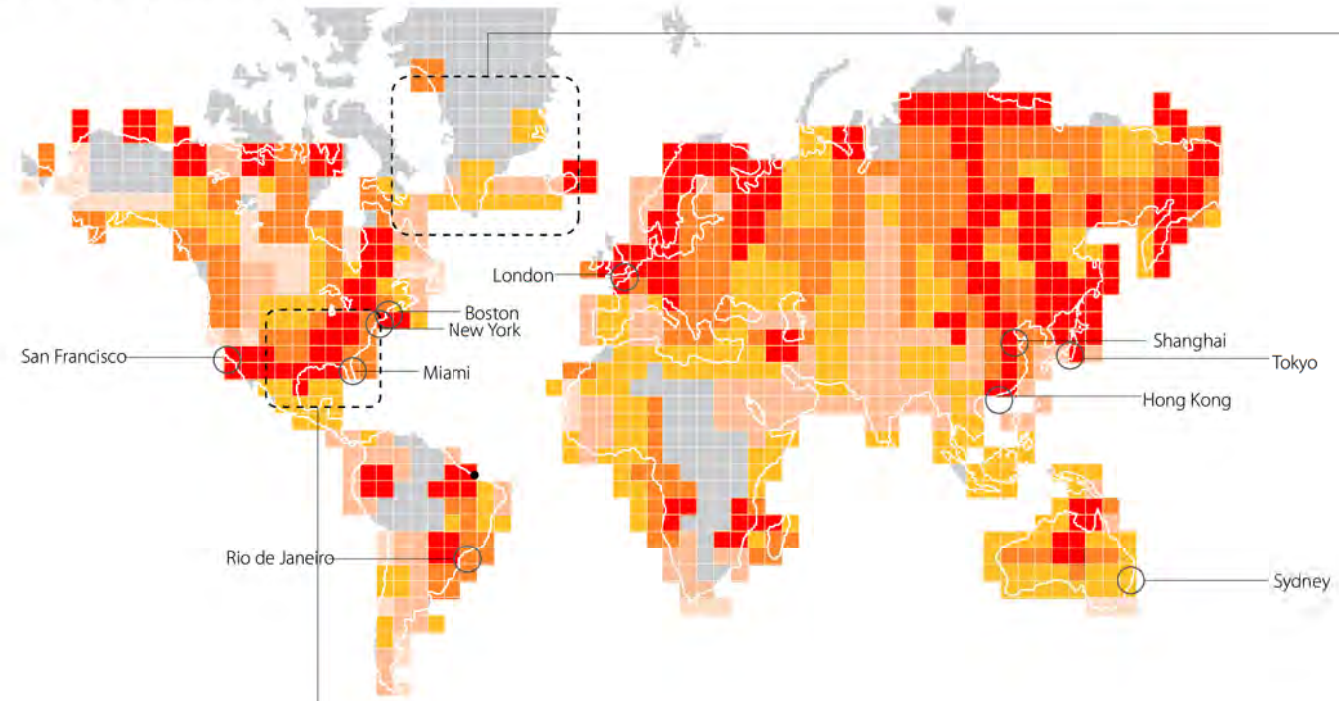 London
Boston
New York
San Francisco
Miami
Shanghai
Tokyo
Hong Kong
Rio de Janeiro
Sydney